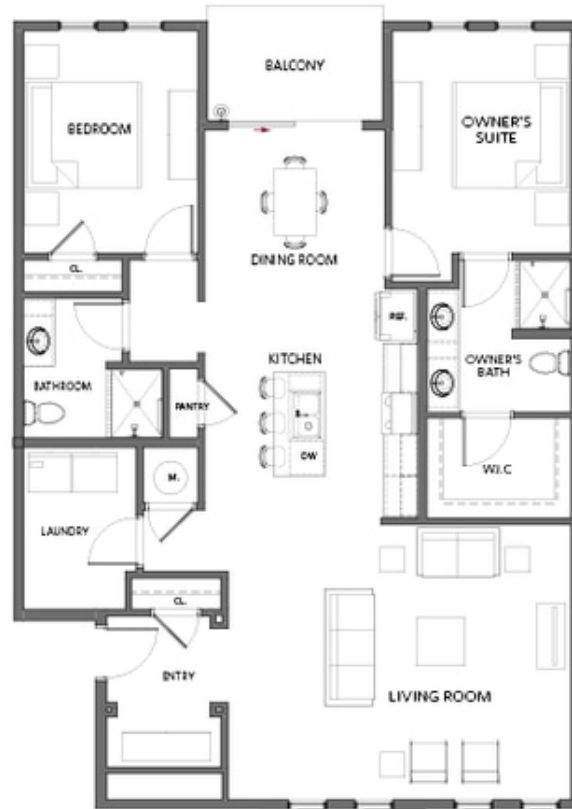 BALCONY
BEDROOM
OWNER'S
SUITE
DINING ROOM
CL.
REF.
KITCHEN
OWNER'S
BATH
BATHROOM
PANTRY
DW
M.
W.I.C
LAUNDRY
CL.
ENTRY
LIVING ROOM